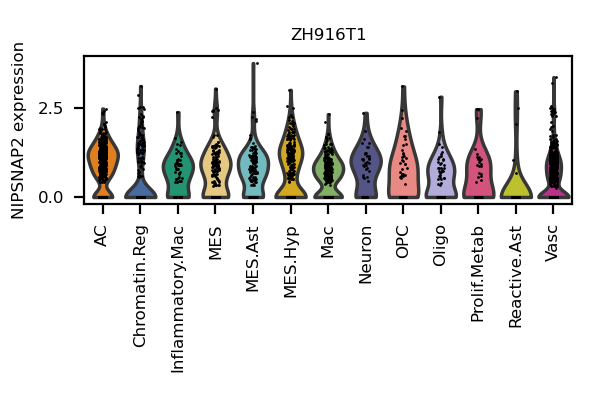 ZH916T1
NIPSNAP2 expression
2.5
0.0
AC
Chromatin.Reg
Inflammatory.Mac
MES
MES.Ast
MES.Hyp
Mac
Neuron
OPC
Oligo
Prolif.Metab
Reactive.Ast
Vasc